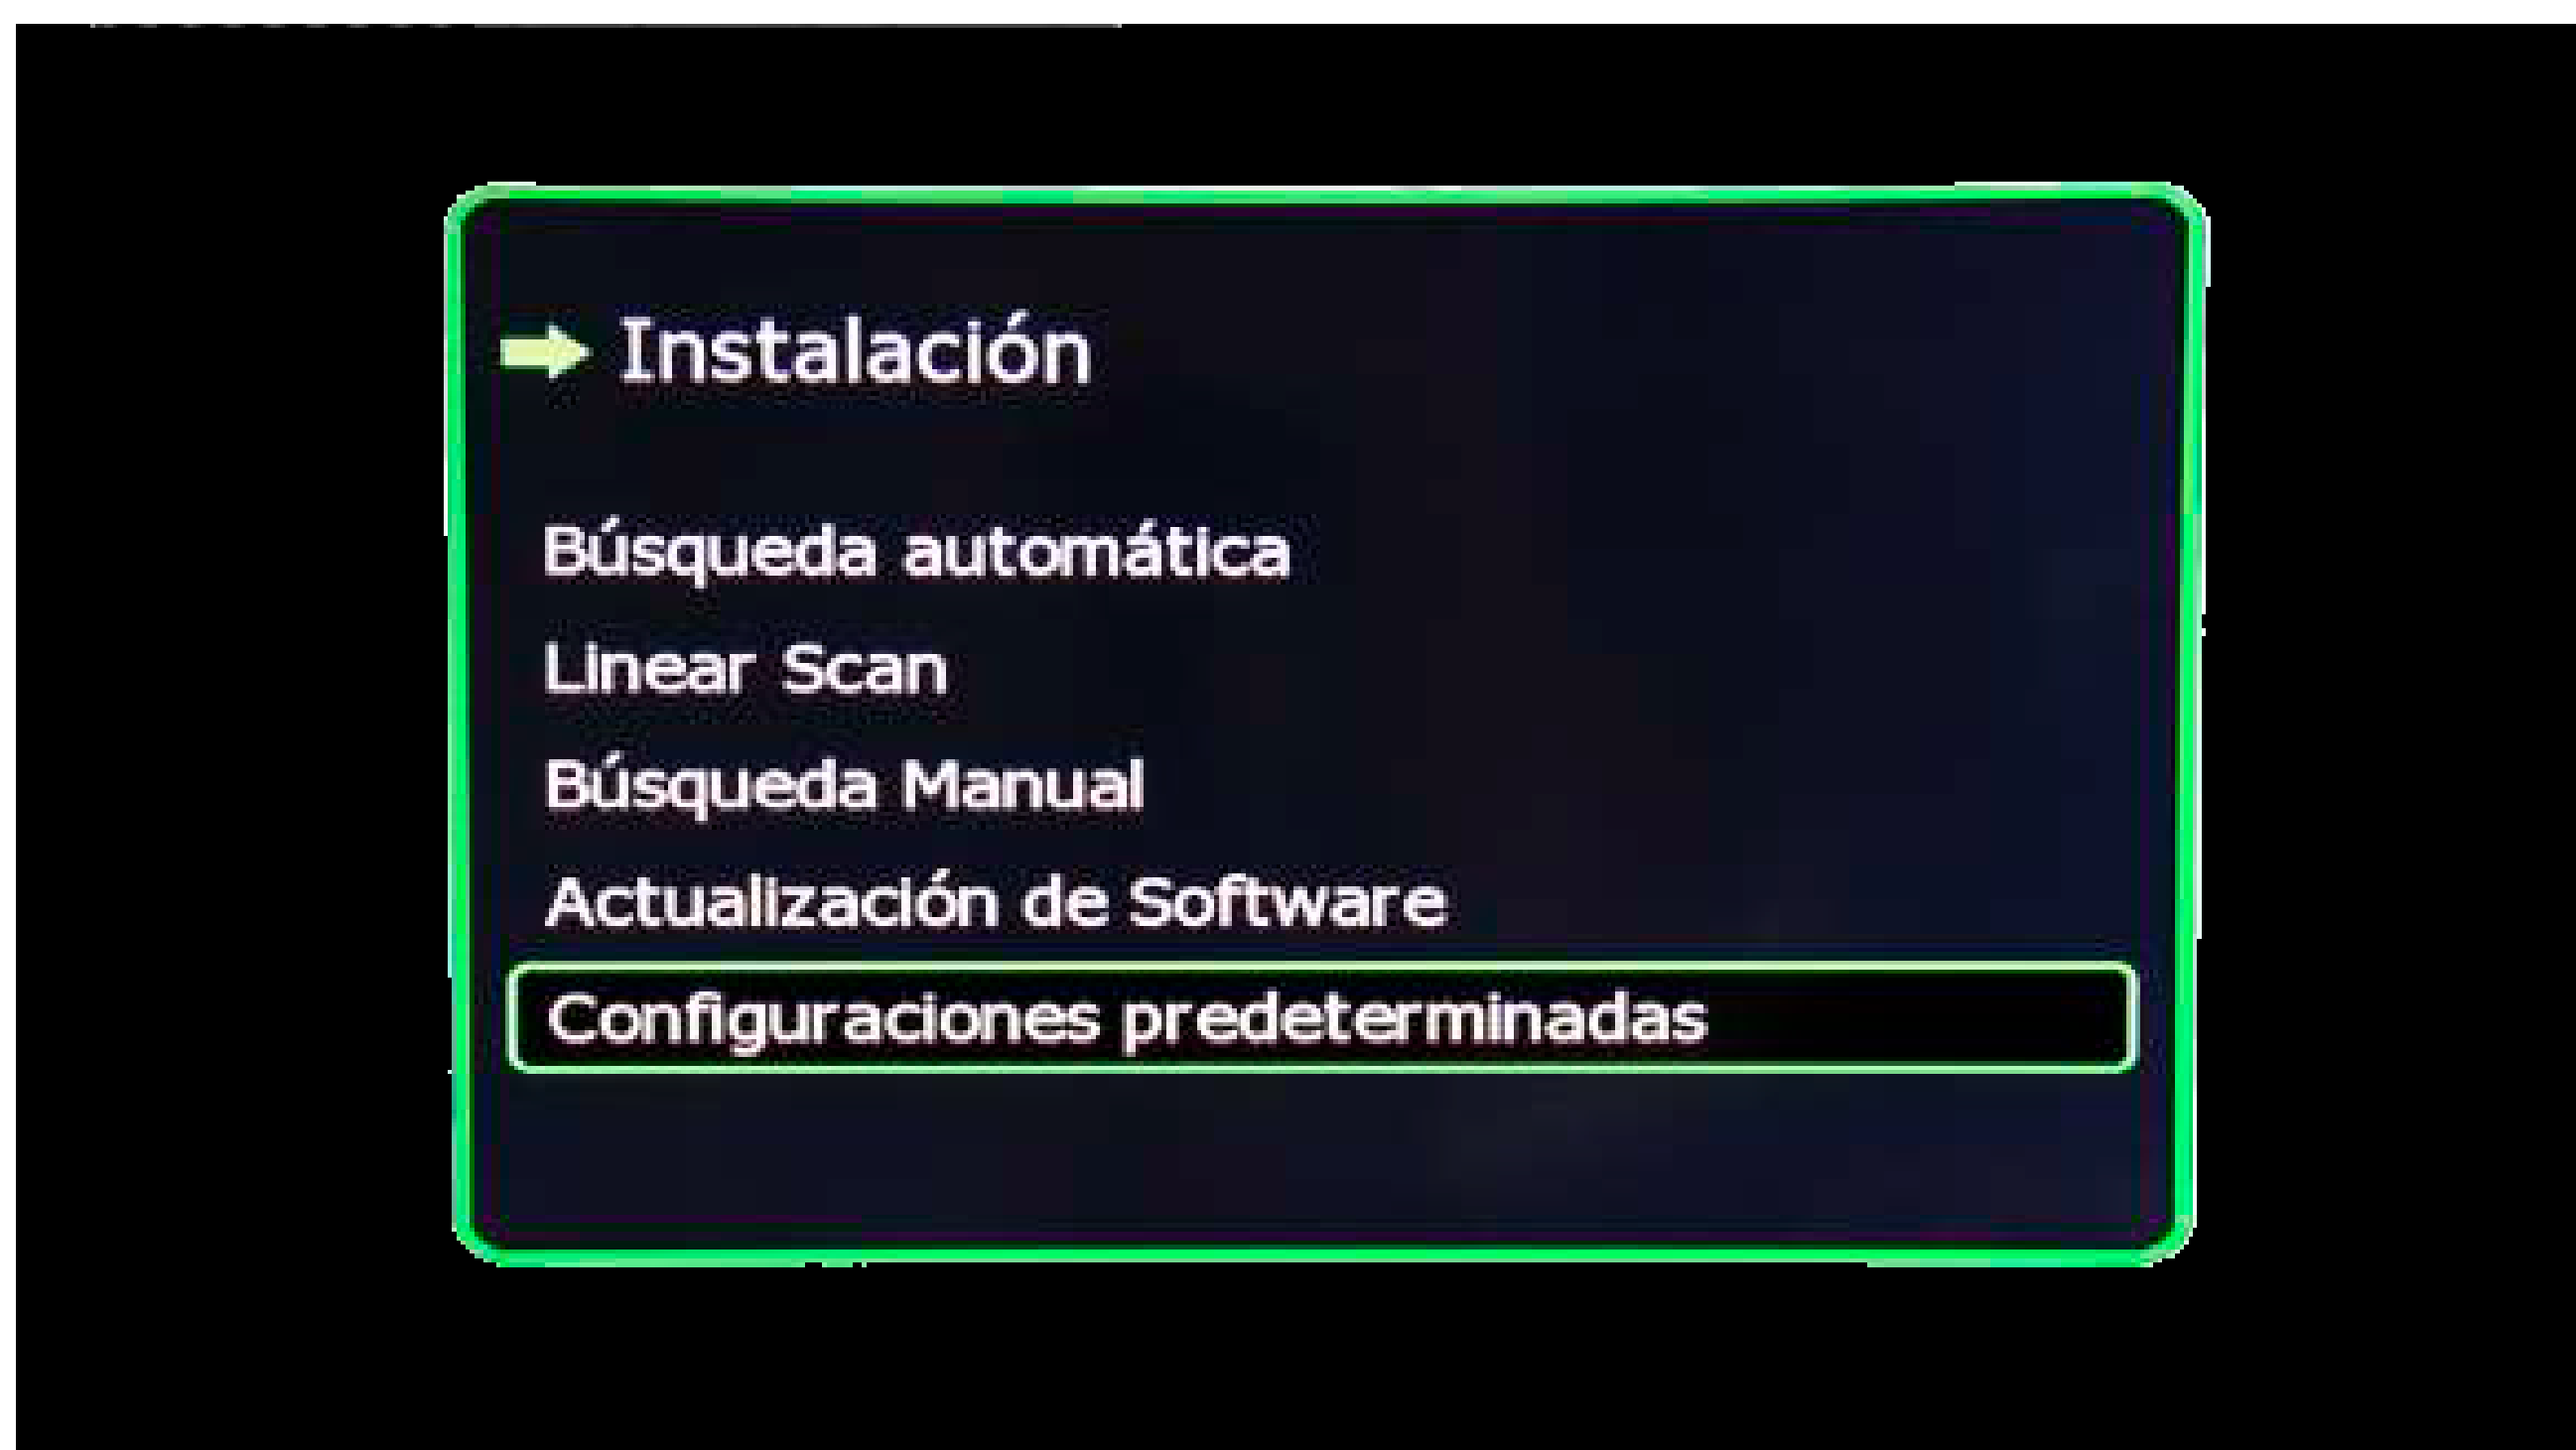 Instalación
Búsqueda automática
Linear Scan
Búsqueda Manual
Actualización de Software
Configuraciones predeterminadas